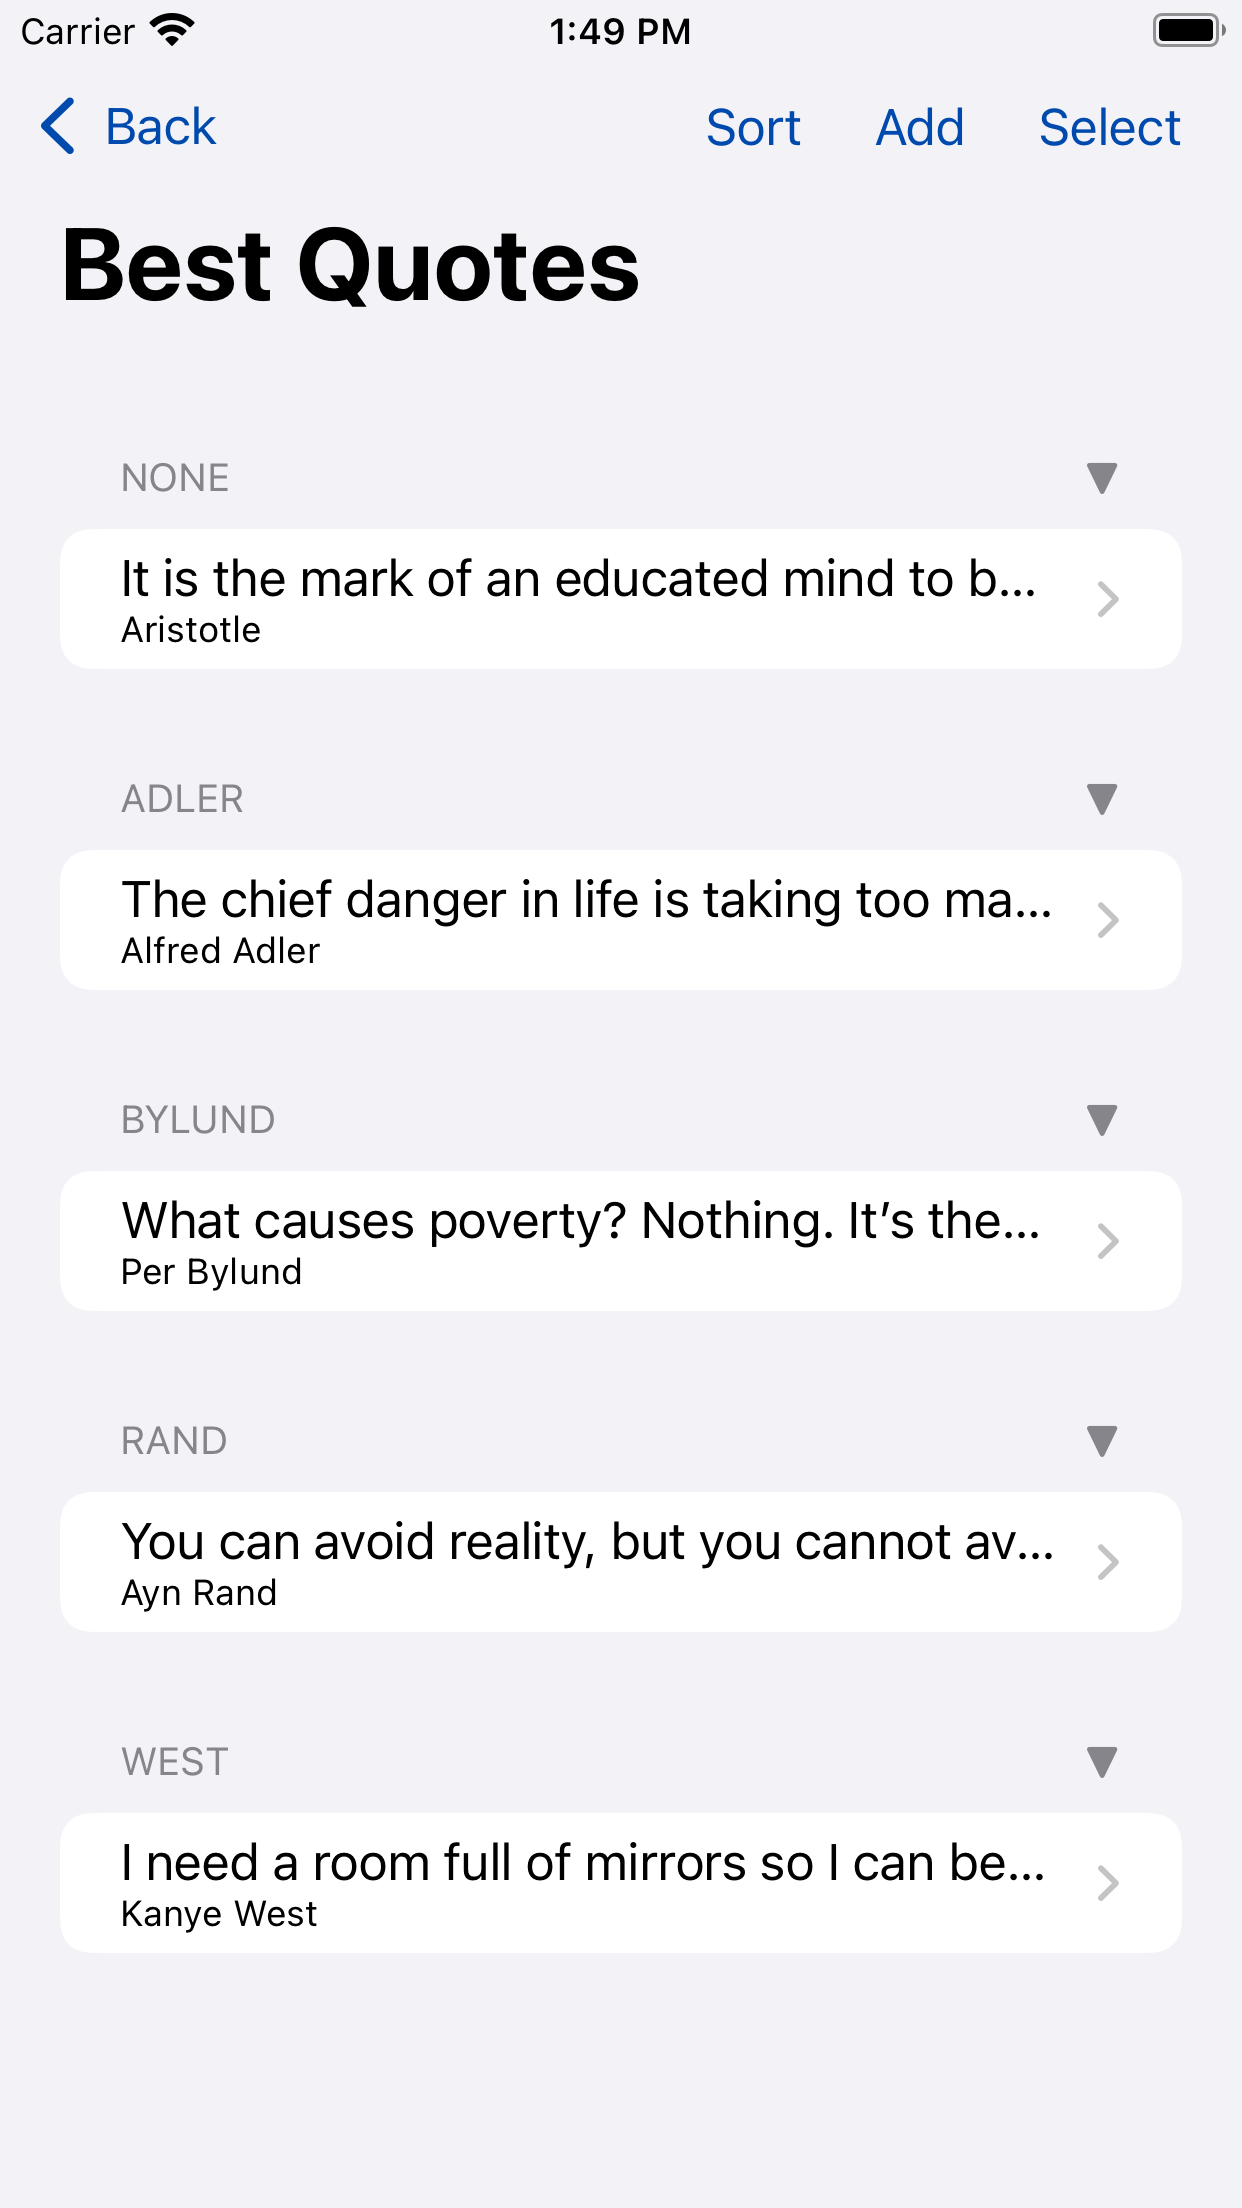 Carrier 1:49 PM
Back Sort Add Select
Best Quotes
NONE
It is the mark of an educated mind to b...
Aristotle
ADLER
The chief danger in life is taking too ma...
Alfred Adler
BYLUND
What causes poverty? Nothing. It’s the...
Per Bylund
RAND
You can avoid reality, but you cannot av...
Ayn Rand
WEST
I need a room full of mirrors so I can be...
Kanye West